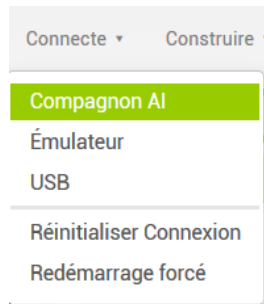 Connecte ▾ Construire
Compagnon AI
Émulateur
USB
Réinitialiser Connexion
Redémarrage forcé